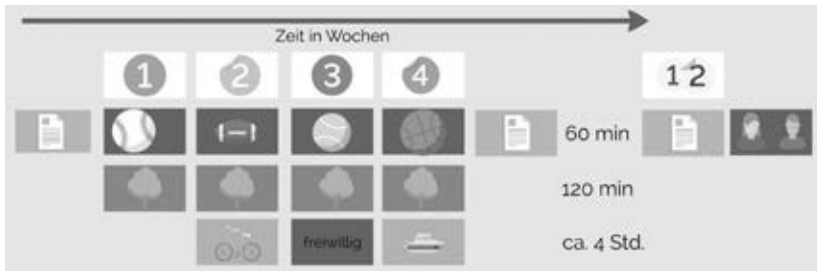 Zeit in Wochen
1 2 3 4 12
60 min
120 min
freiwillig ca. 4 Std.